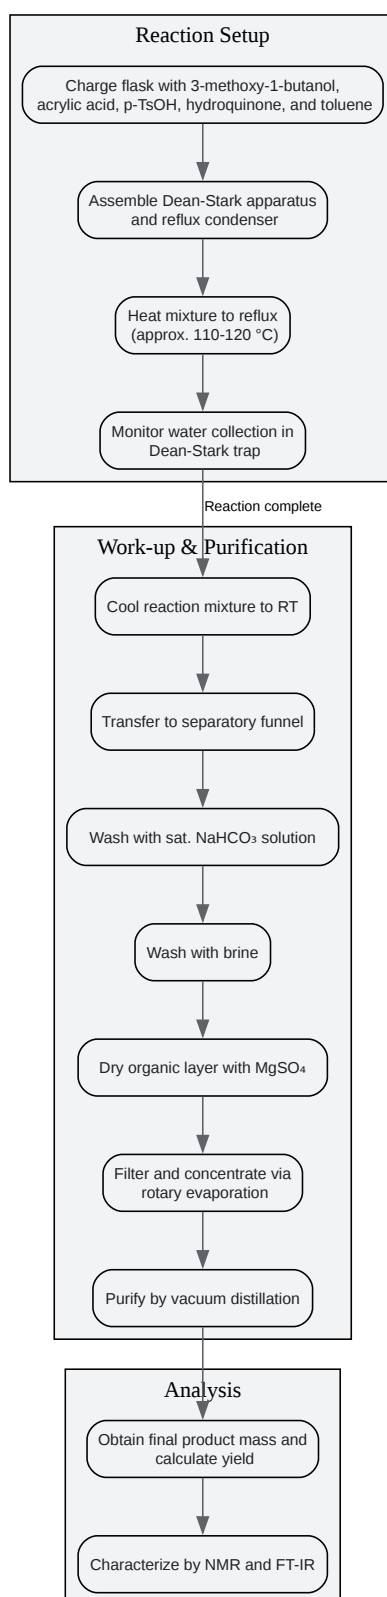 Reaction Setup
Charge flask with 3-methoxy-1-butanol,
acrylic acid, p-TsOH, hydroquinone, and toluene
Assemble Dean-Stark apparatus
and reflux condenser
Heat mixture to reflux
(approx. 110-120 °C)
Monitor water collection in
Dean-Stark trap
Reaction complete
Work-up & Purification
Cool reaction mixture to RT
Transfer to separatory funnel
Wash with sat. NaHCO₃ solution
Wash with brine
Dry organic layer with MgSO₄
Filter and concentrate via
rotary evaporation
Purify by vacuum distillation
Analysis
Obtain final product mass and
calculate yield
Characterize by NMR and FT-IR